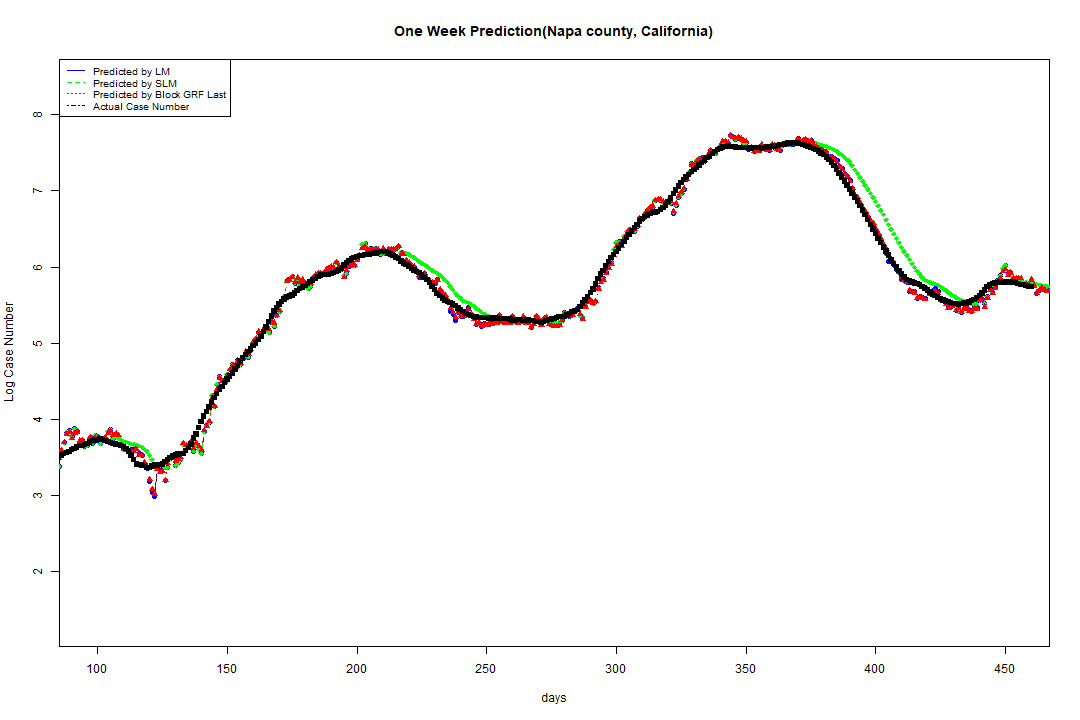 One Week Prediction(Napa county, California)
Predicted by LM
Predicted by SLM
Predicted by Block GRF Last
Actual Case Number
8
7
6
5
4
3
2
Log Case Number
100 150 200 250 300 350 400 450
days